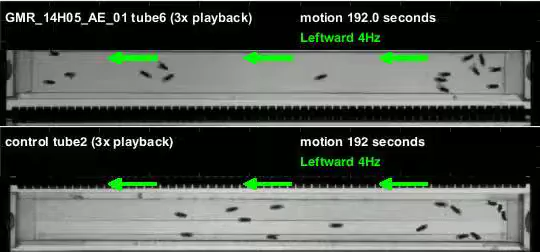 GMR_14H05_AE_01 tube6 (3x playback)
motion 192.0 seconds
Leftward 4Hz
control tube2 (3x playback)
motion 192 seconds
Leftward 4Hz